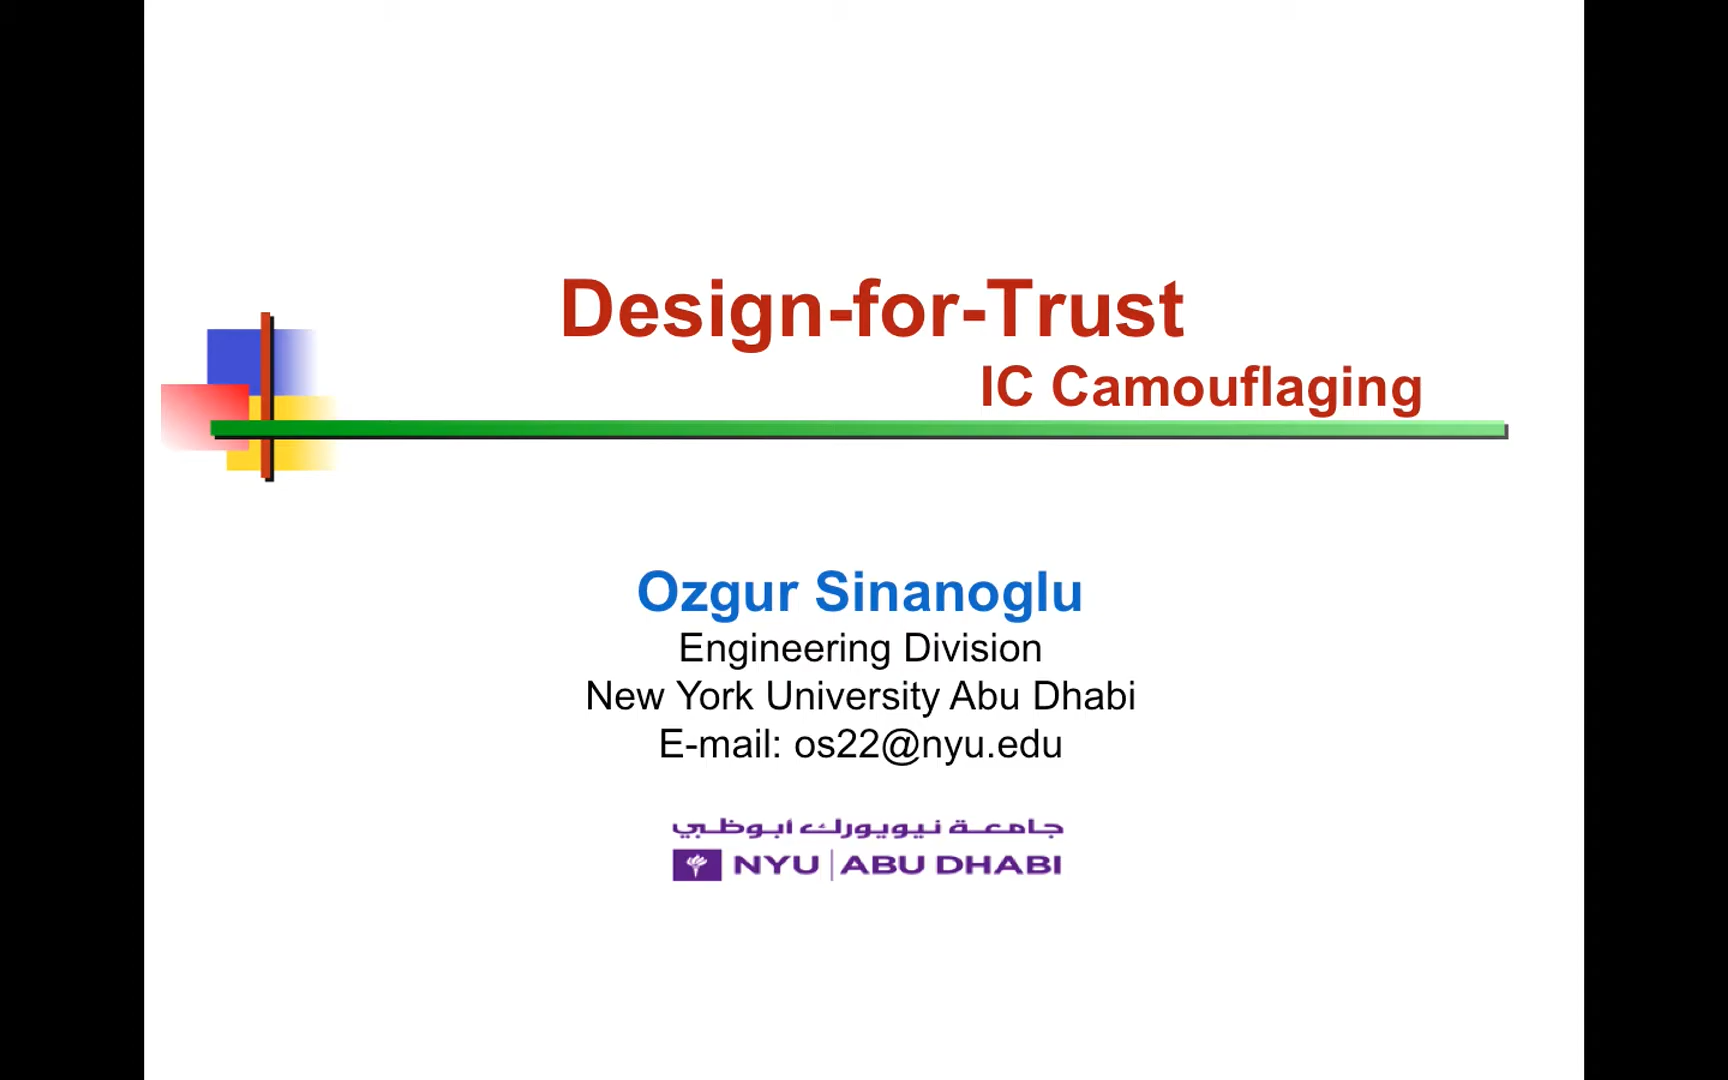 Design-for-Trust
IC Camouflaging
Ozgur Sinanoglu
Engineering Division
New York University Abu Dhabi
E-mail: os22@nyu.edu
جامعة نيويورك أبوظبي
NYU | ABU DHABI